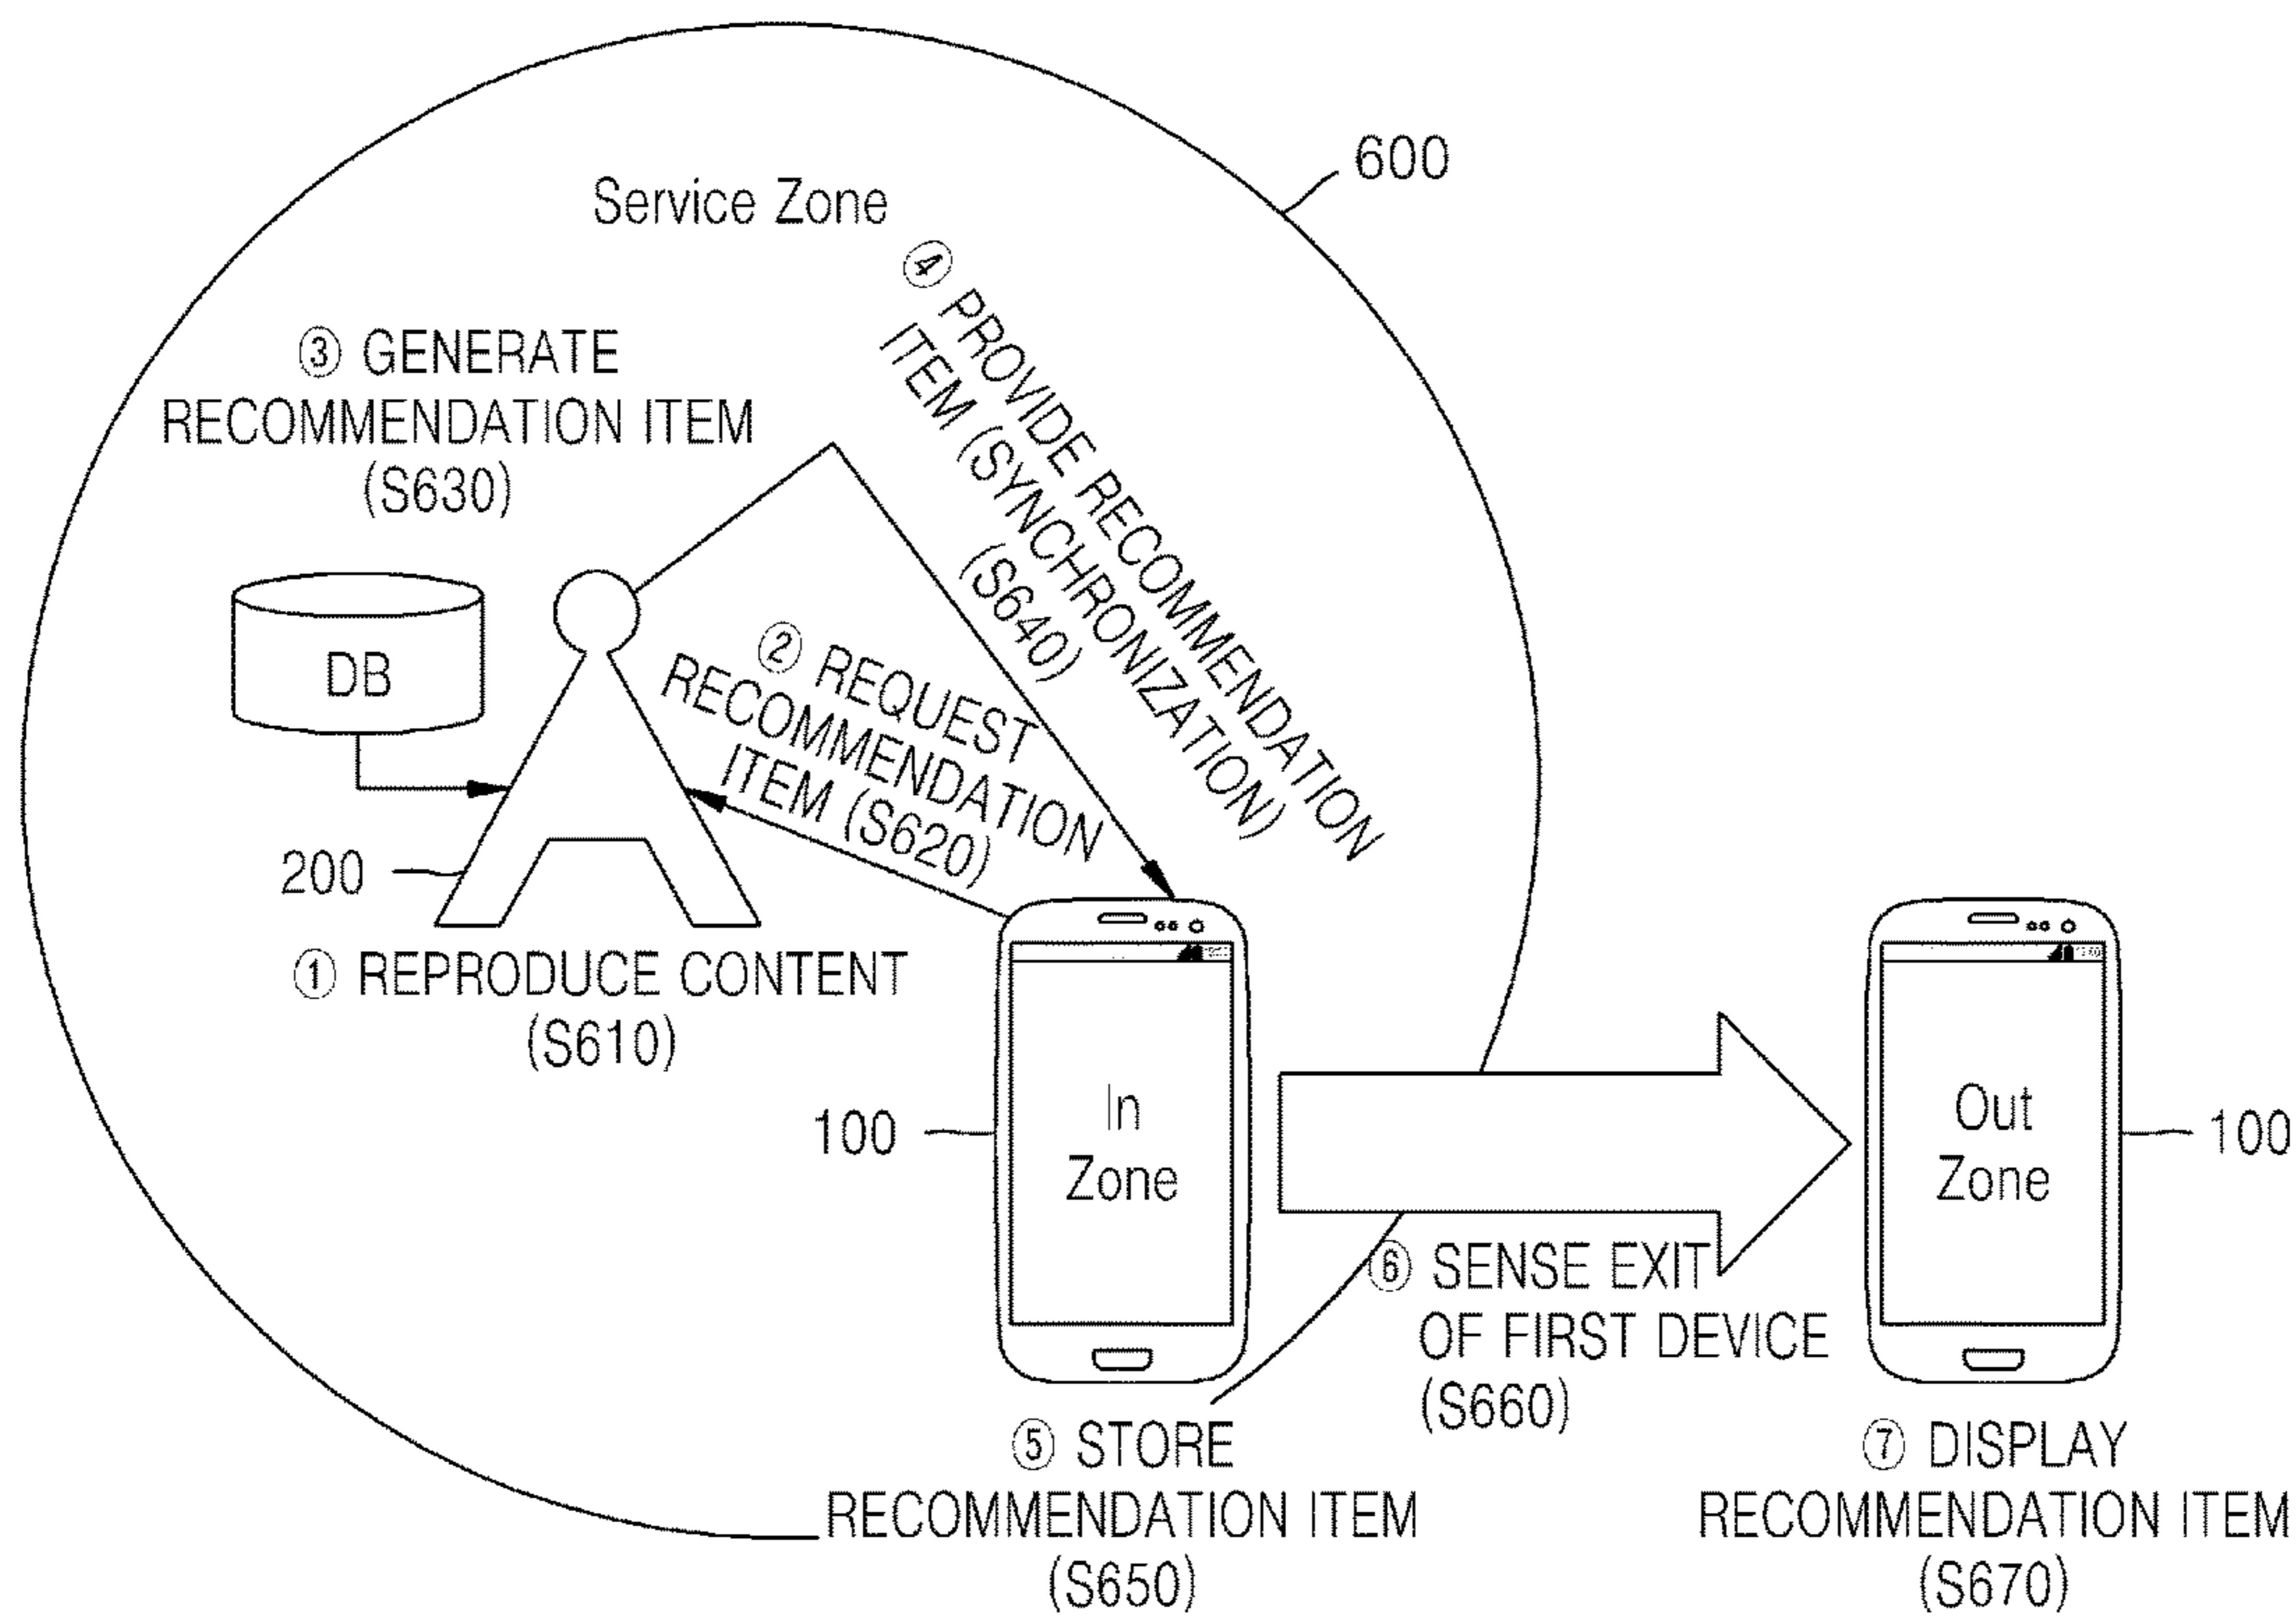 600
Service Zone
④ PROVIDE RECOMMENDATION
ITEM (SYNCHRONIZATION)
(S640)
③ GENERATE
RECOMMENDATION ITEM
(S630)
DB
② REQUEST
RECOMMENDATION
ITEM (S620)
200
① REPRODUCE CONTENT
(S610)
100
In
Zone
Out
Zone
100
⑥ SENSE EXIT
OF FIRST DEVICE
(S660)
⑤ STORE
RECOMMENDATION ITEM
(S650)
⑦ DISPLAY
RECOMMENDATION ITEM
(S670)